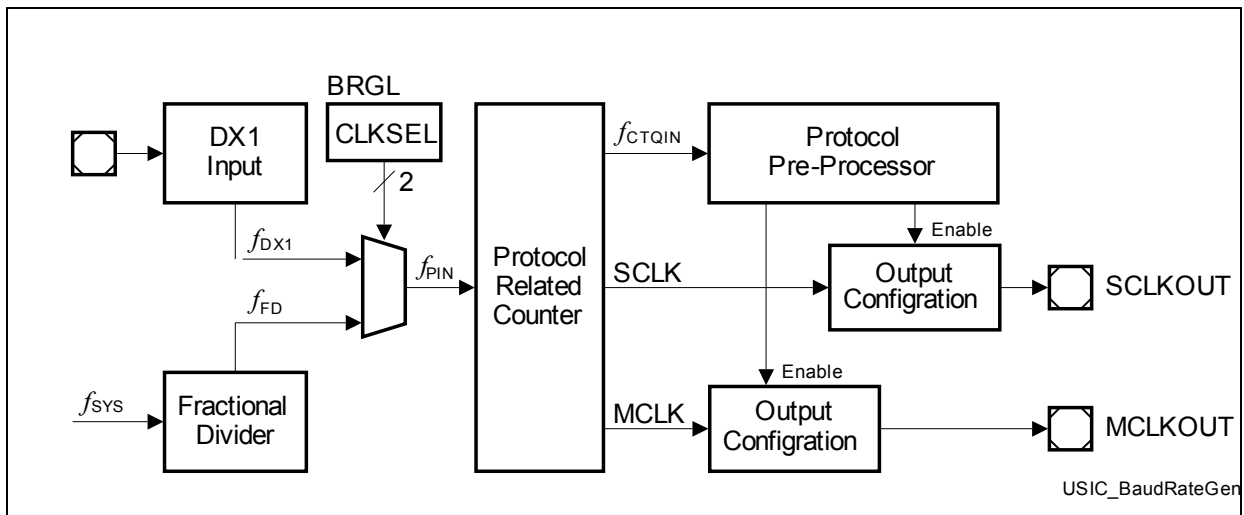 BRGL
DX1
Input
CLKSEL
2
fCTQIN
Protocol
Pre-Processor
fDX1
fPIN
Enable
Protocol
Related
Counter
SCLK
Output
Configration
SCLKOUT
fFD
fSYS
Fractional
Divider
Enable
MCLK
Output
Configration
MCLKOUT
USIC_BaudRateGen